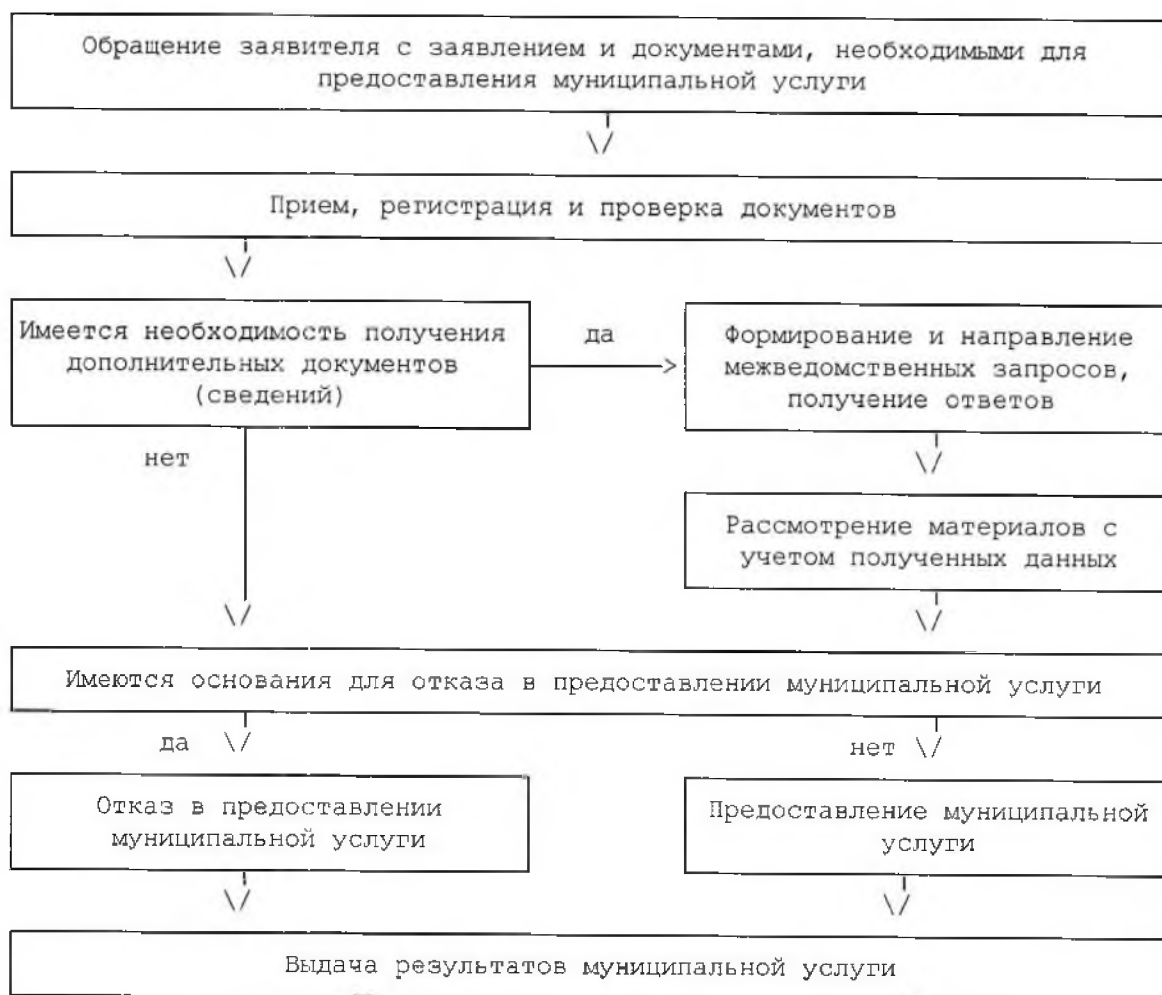 Обращение заявителя с заявлением и документами, необходимыми для
предоставления муниципальной услуги
\/
Прием, регистрация и проверка документов
\/
Имеется необходимость получения
дополнительных документов
(сведений)
да
>
Формирование и направление
межведомственных запросов,
получение ответов
нет
\/
Рассмотрение материалов с
учетом полученных данных
\/
\/
Имеются основания для отказа в предоставлении муниципальной услуги
да \/
нет \/
Отказ в предоставлении
муниципальной услуги
Предоставление муниципальной
услуги
\/
\/
Выдача результатов муниципальной услуги